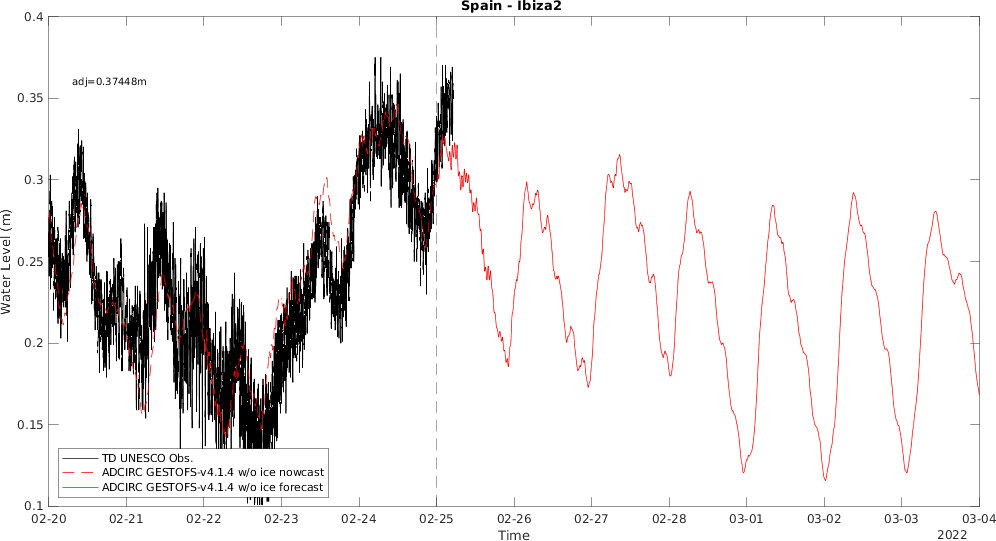 Spain - Ibiza2
0.4
adj=0.37448m
0.35
0.3
0.25
Water Level (m)
0.2
0.15
TD UNESCO Obs.
ADCIRC GESTOFS-v4.1.4 w/o ice nowcast
ADCIRC GESTOFS-v4.1.4 w/o ice forecast
0.1
02-20 02-21 02-22 02-23 02-24 02-25 02-26 02-27 02-28 03-01 03-02 03-03 03-04
Time
2022